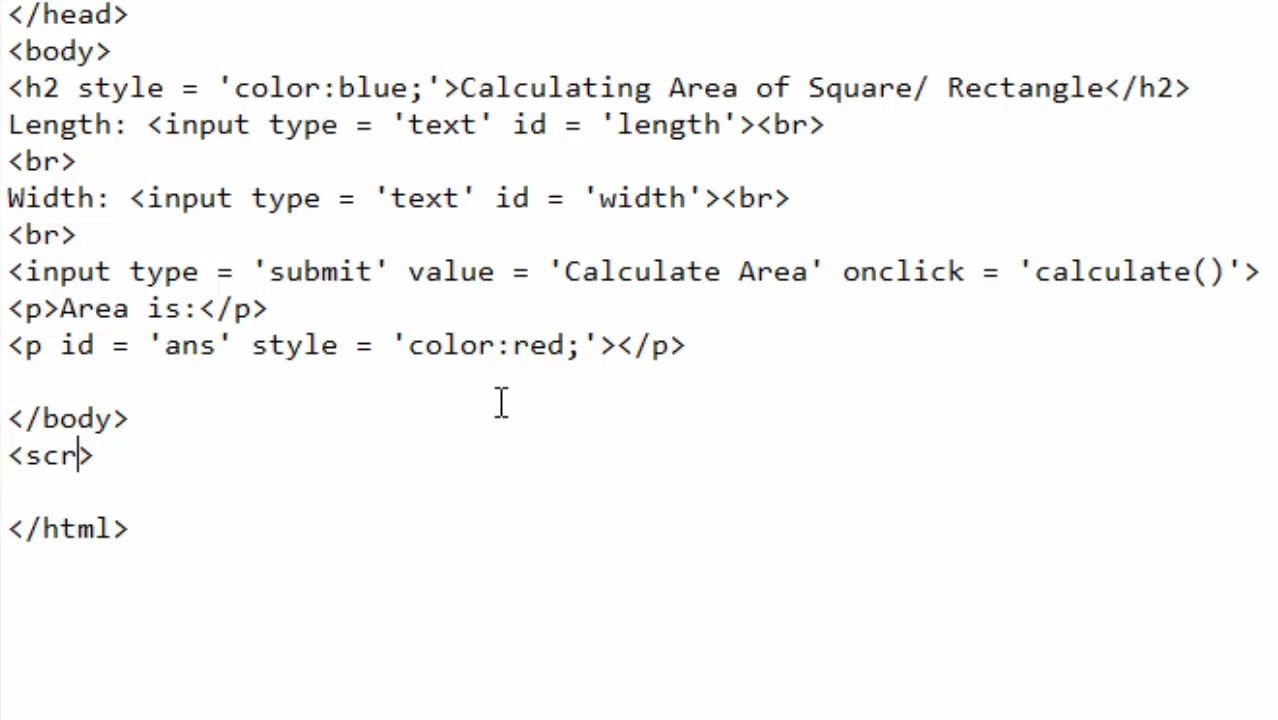 </head>
<body>
<h2 style = 'color:blue;'>Calculating Area of Square/ Rectangle</h2>
Length: <input type = 'text' id = 'length'><br>
<br>
Width: <input type = 'text' id = 'width'><br>
<br>
<input type = 'submit' value = 'Calculate Area' onclick = 'calculate()'>
<p>Area is:</p>
<p id = 'ans' style = 'color:red;'></p>
</body>
<scr>
</html>